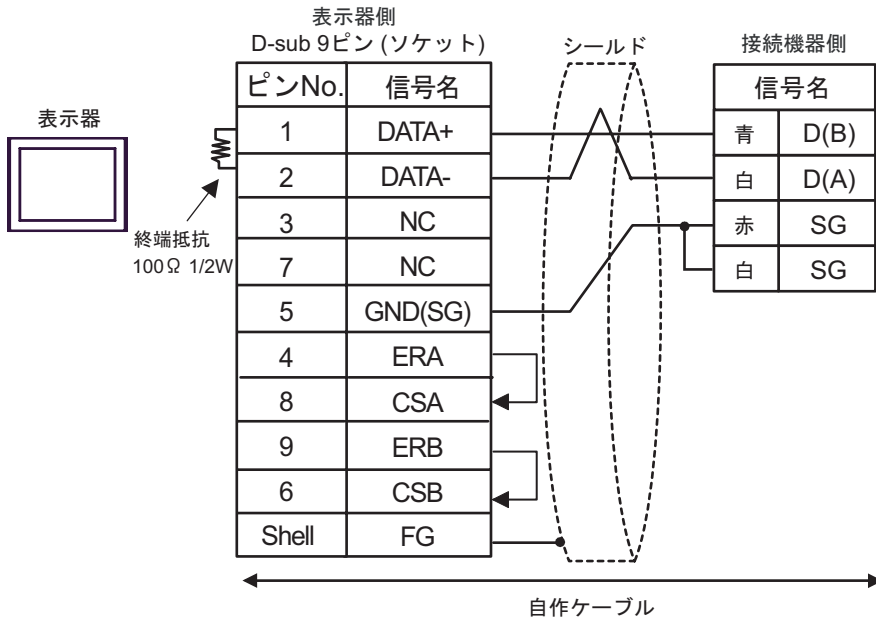 表示器側
D-sub 9ピン (ソケット)
シールド
接続機器側
表示器
終端抵抗
100Ω 1/2W
ピンNo. 信号名
1 DATA+
2 DATA-
3 NC
7 NC
5 GND(SG)
4 ERA
8 CSA
9 ERB
6 CSB
Shell FG
信号名
青 D(B)
白 D(A)
赤 SG
白 SG
自作ケーブル